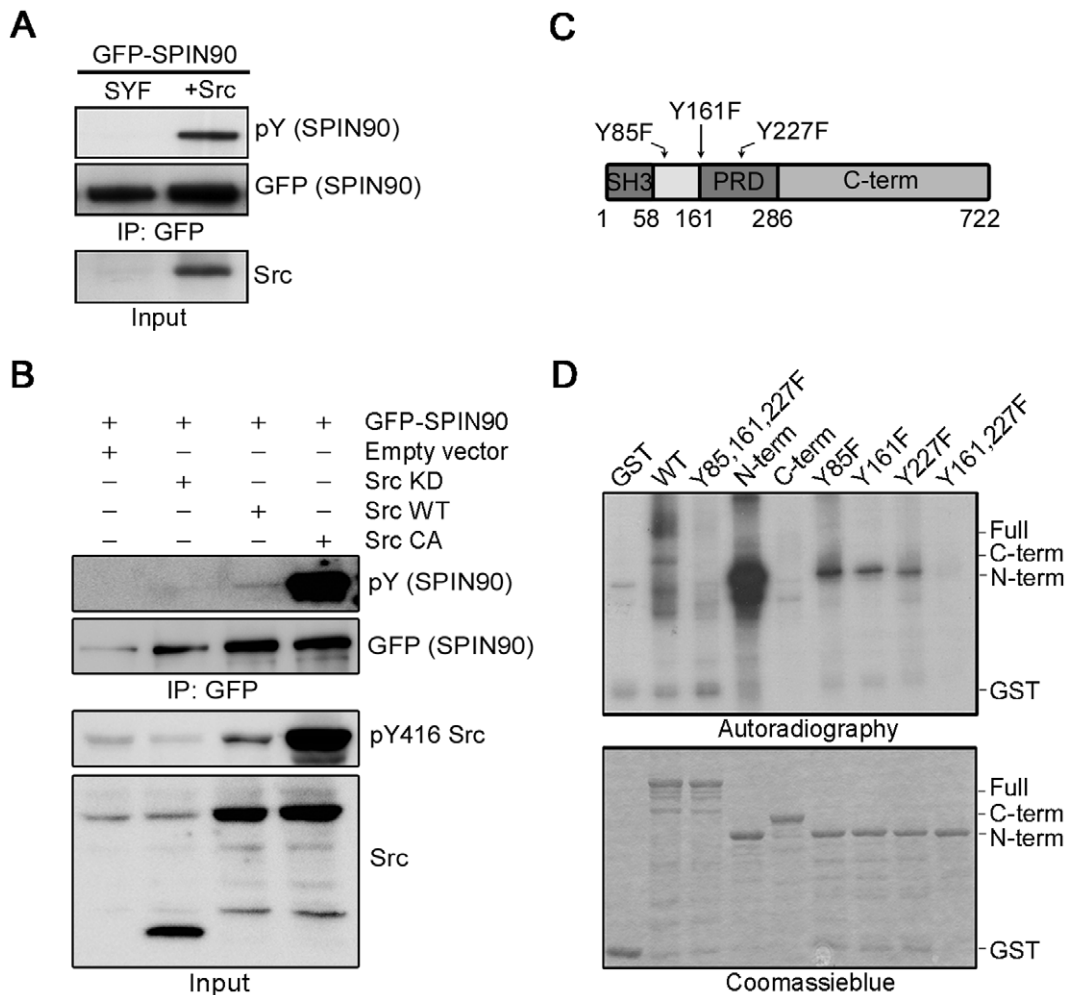 A
GFP-SPIN90
SYF +Src
pY (SPIN90)
GFP (SPIN90)
IP: GFP
Src
Input
B
+ + + + GFP-SPIN90
+ – – – Empty vector
– + – – Src KD
– – + – Src WT
– – – + Src CA
pY (SPIN90)
GFP (SPIN90)
IP: GFP
pY416 Src
Src
Input
C
Y85F Y161F Y227F
SH3 PRD C-term
1 58 161 286 722
D
GST WT Y85,161,227F N-term C-term Y85F Y161F Y227F Y161,227F
Full
C-term
N-term
GST
Autoradiography
Full
C-term
N-term
GST
Coomassieblue